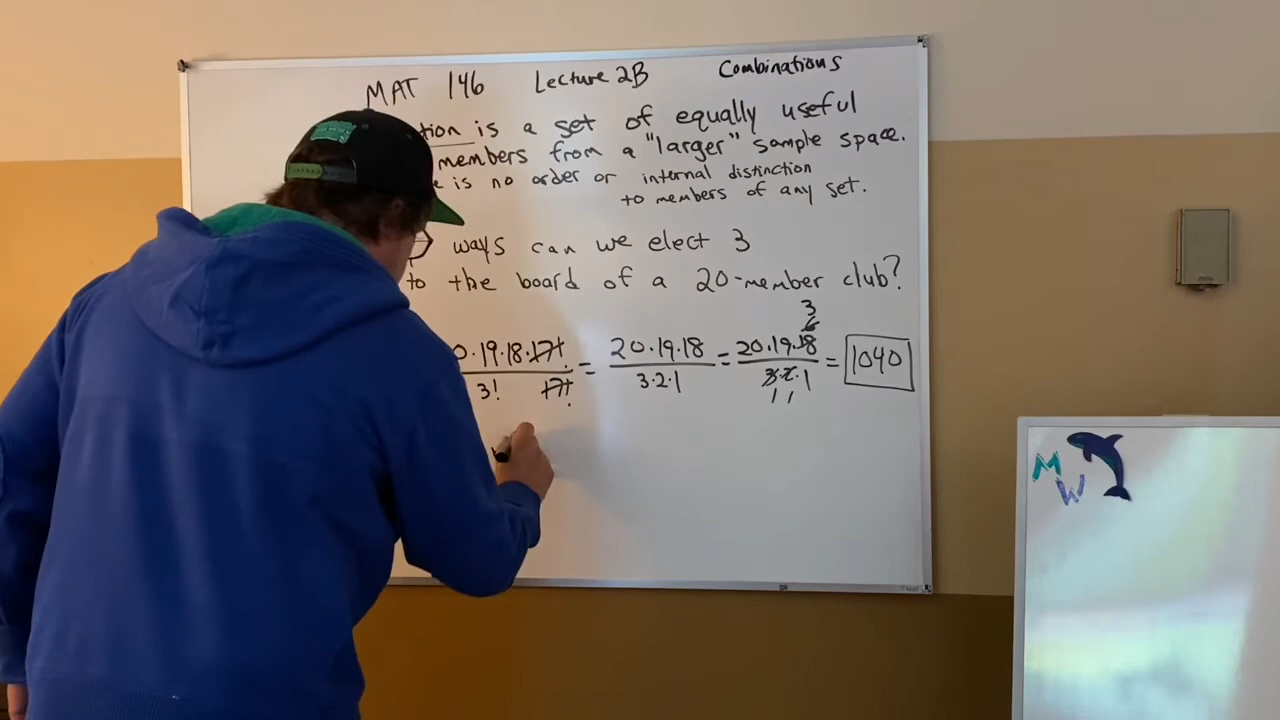 MAT 146 Lecture 2B Combinations
tion is a set of equally useful
members from a "larger" sample space.
e is no order or internal distinction
to members of any set.
ways can we elect 3
to the board of a 20-member club?
0·19·18·17! / 3! 17! = 20·19·18 / 3·2·1 = 20·19·18 / 3·2·1 = 1040
3
6
1 1
M
W